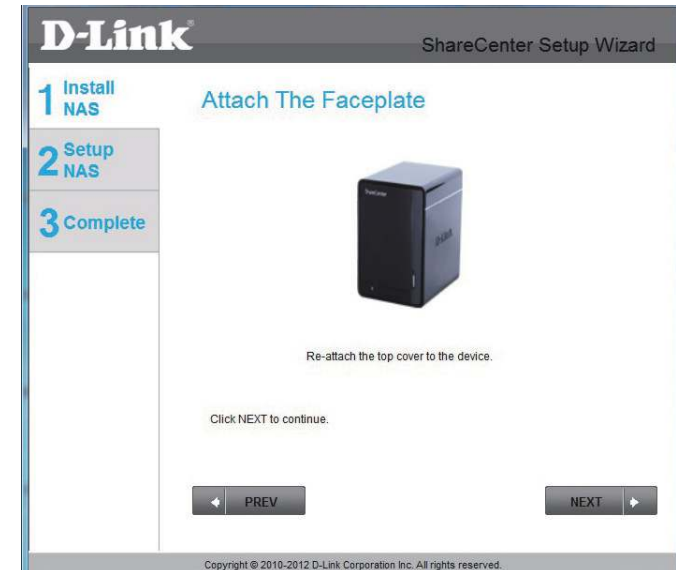 D-Link®
ShareCenter Setup Wizard
1 Install NAS
2 Setup NAS
3 Complete
Attach The Faceplate
ShareCenter
D-Link
Re-attach the top cover to the device.
Click NEXT to continue.
PREV
NEXT
Copyright © 2010-2012 D-Link Corporation Inc. All rights reserved.